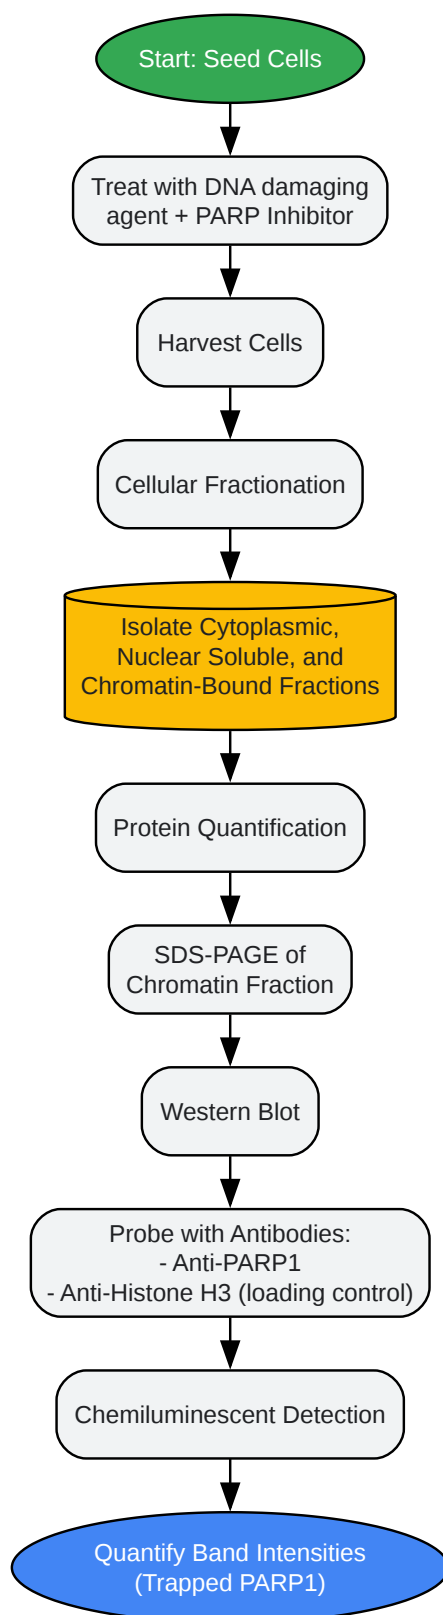 Start: Seed Cells
Treat with DNA damaging
agent + PARP Inhibitor
Harvest Cells
Cellular Fractionation
Isolate Cytoplasmic,
Nuclear Soluble, and
Chromatin-Bound Fractions
Protein Quantification
SDS-PAGE of
Chromatin Fraction
Western Blot
Probe with Antibodies:
- Anti-PARP1
- Anti-Histone H3 (loading control)
Chemiluminescent Detection
Quantify Band Intensities
(Trapped PARP1)